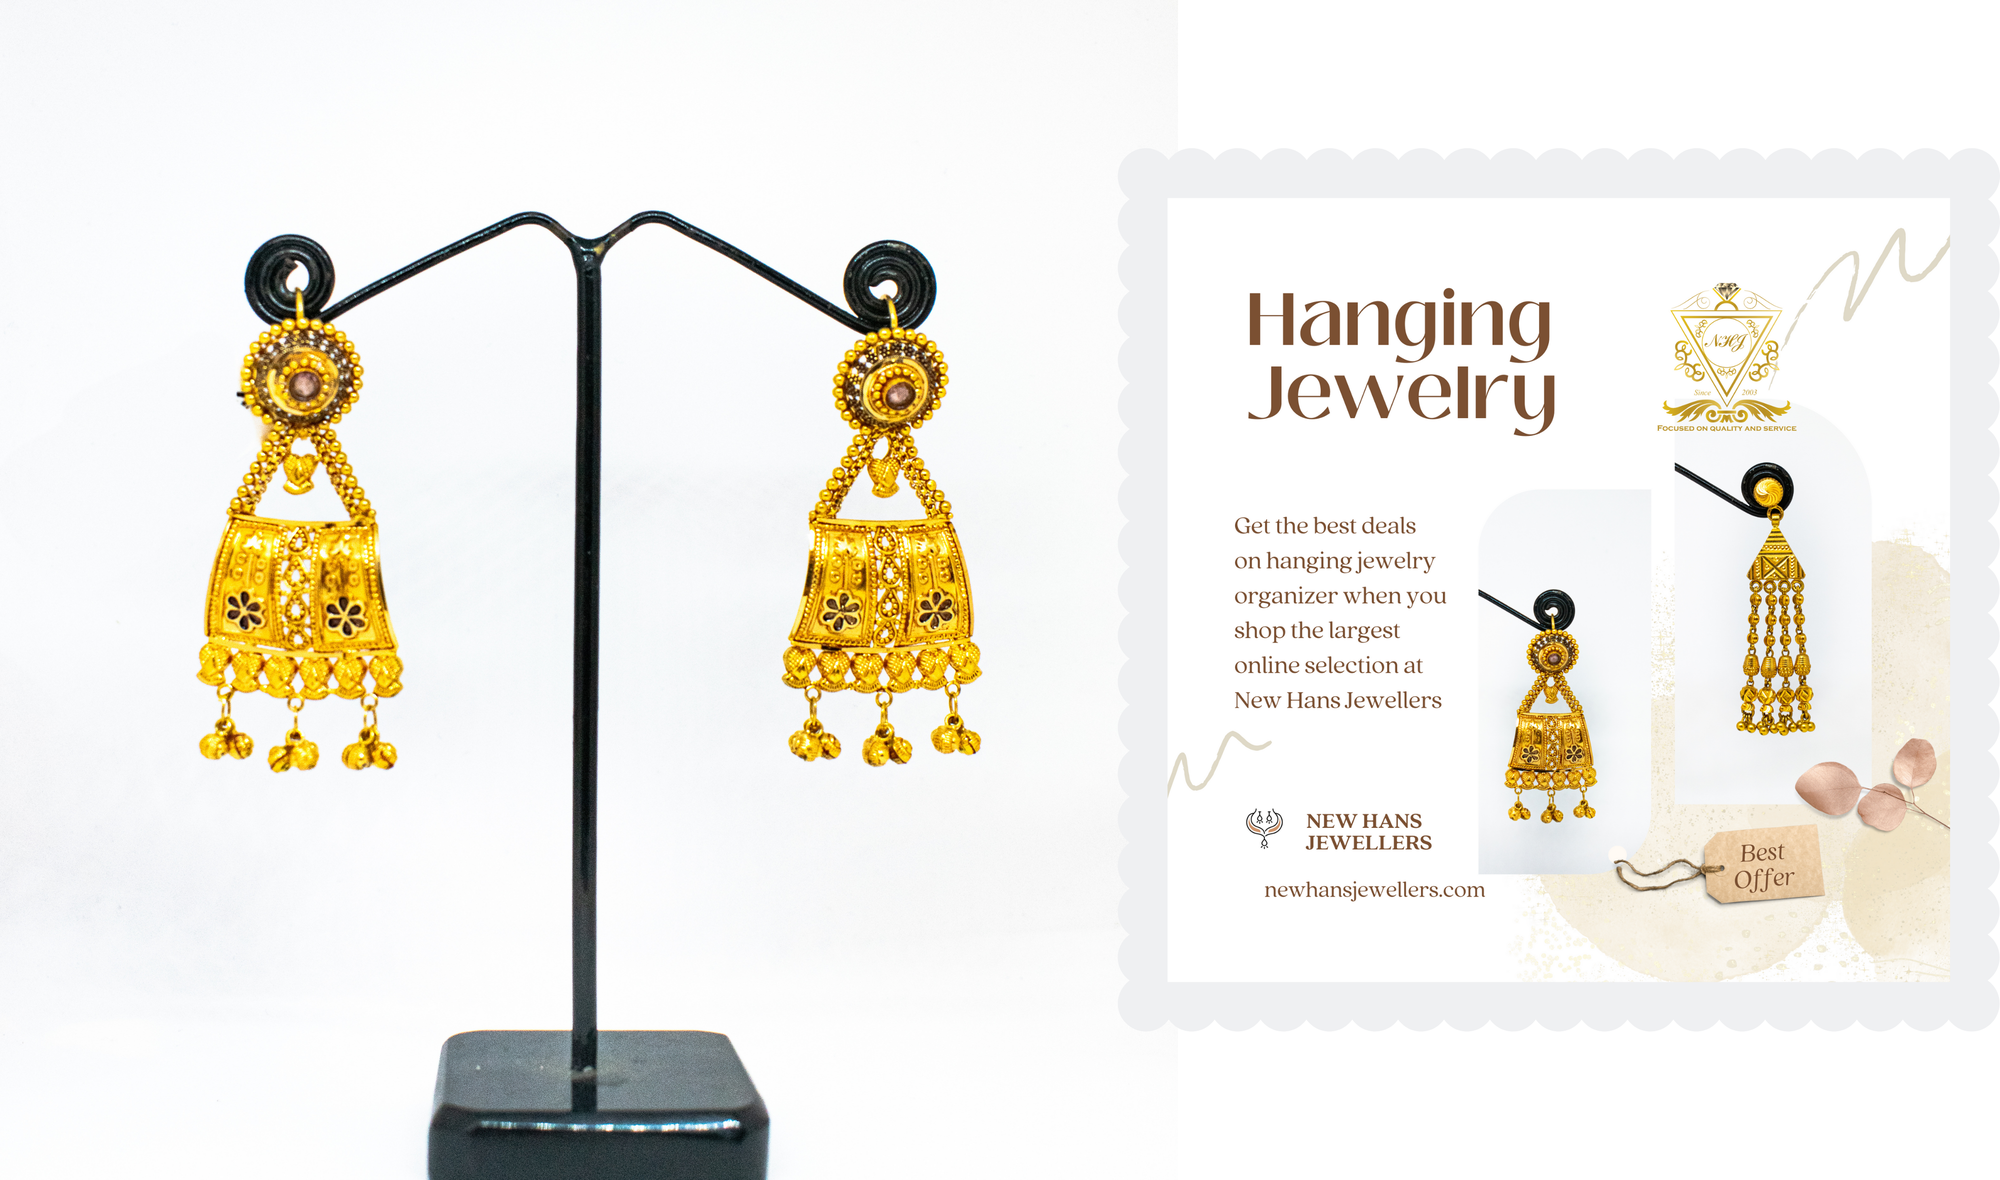 Hanging
Jewelry
NHJ
Since 2003
FOCUSED ON QUALITY AND SERVICE
Get the best deals
on hanging jewelry
organizer when you
shop the largest
online selection at
New Hans Jewellers
NEW HANS
JEWELLERS
newhansjewellers.com
Best
Offer